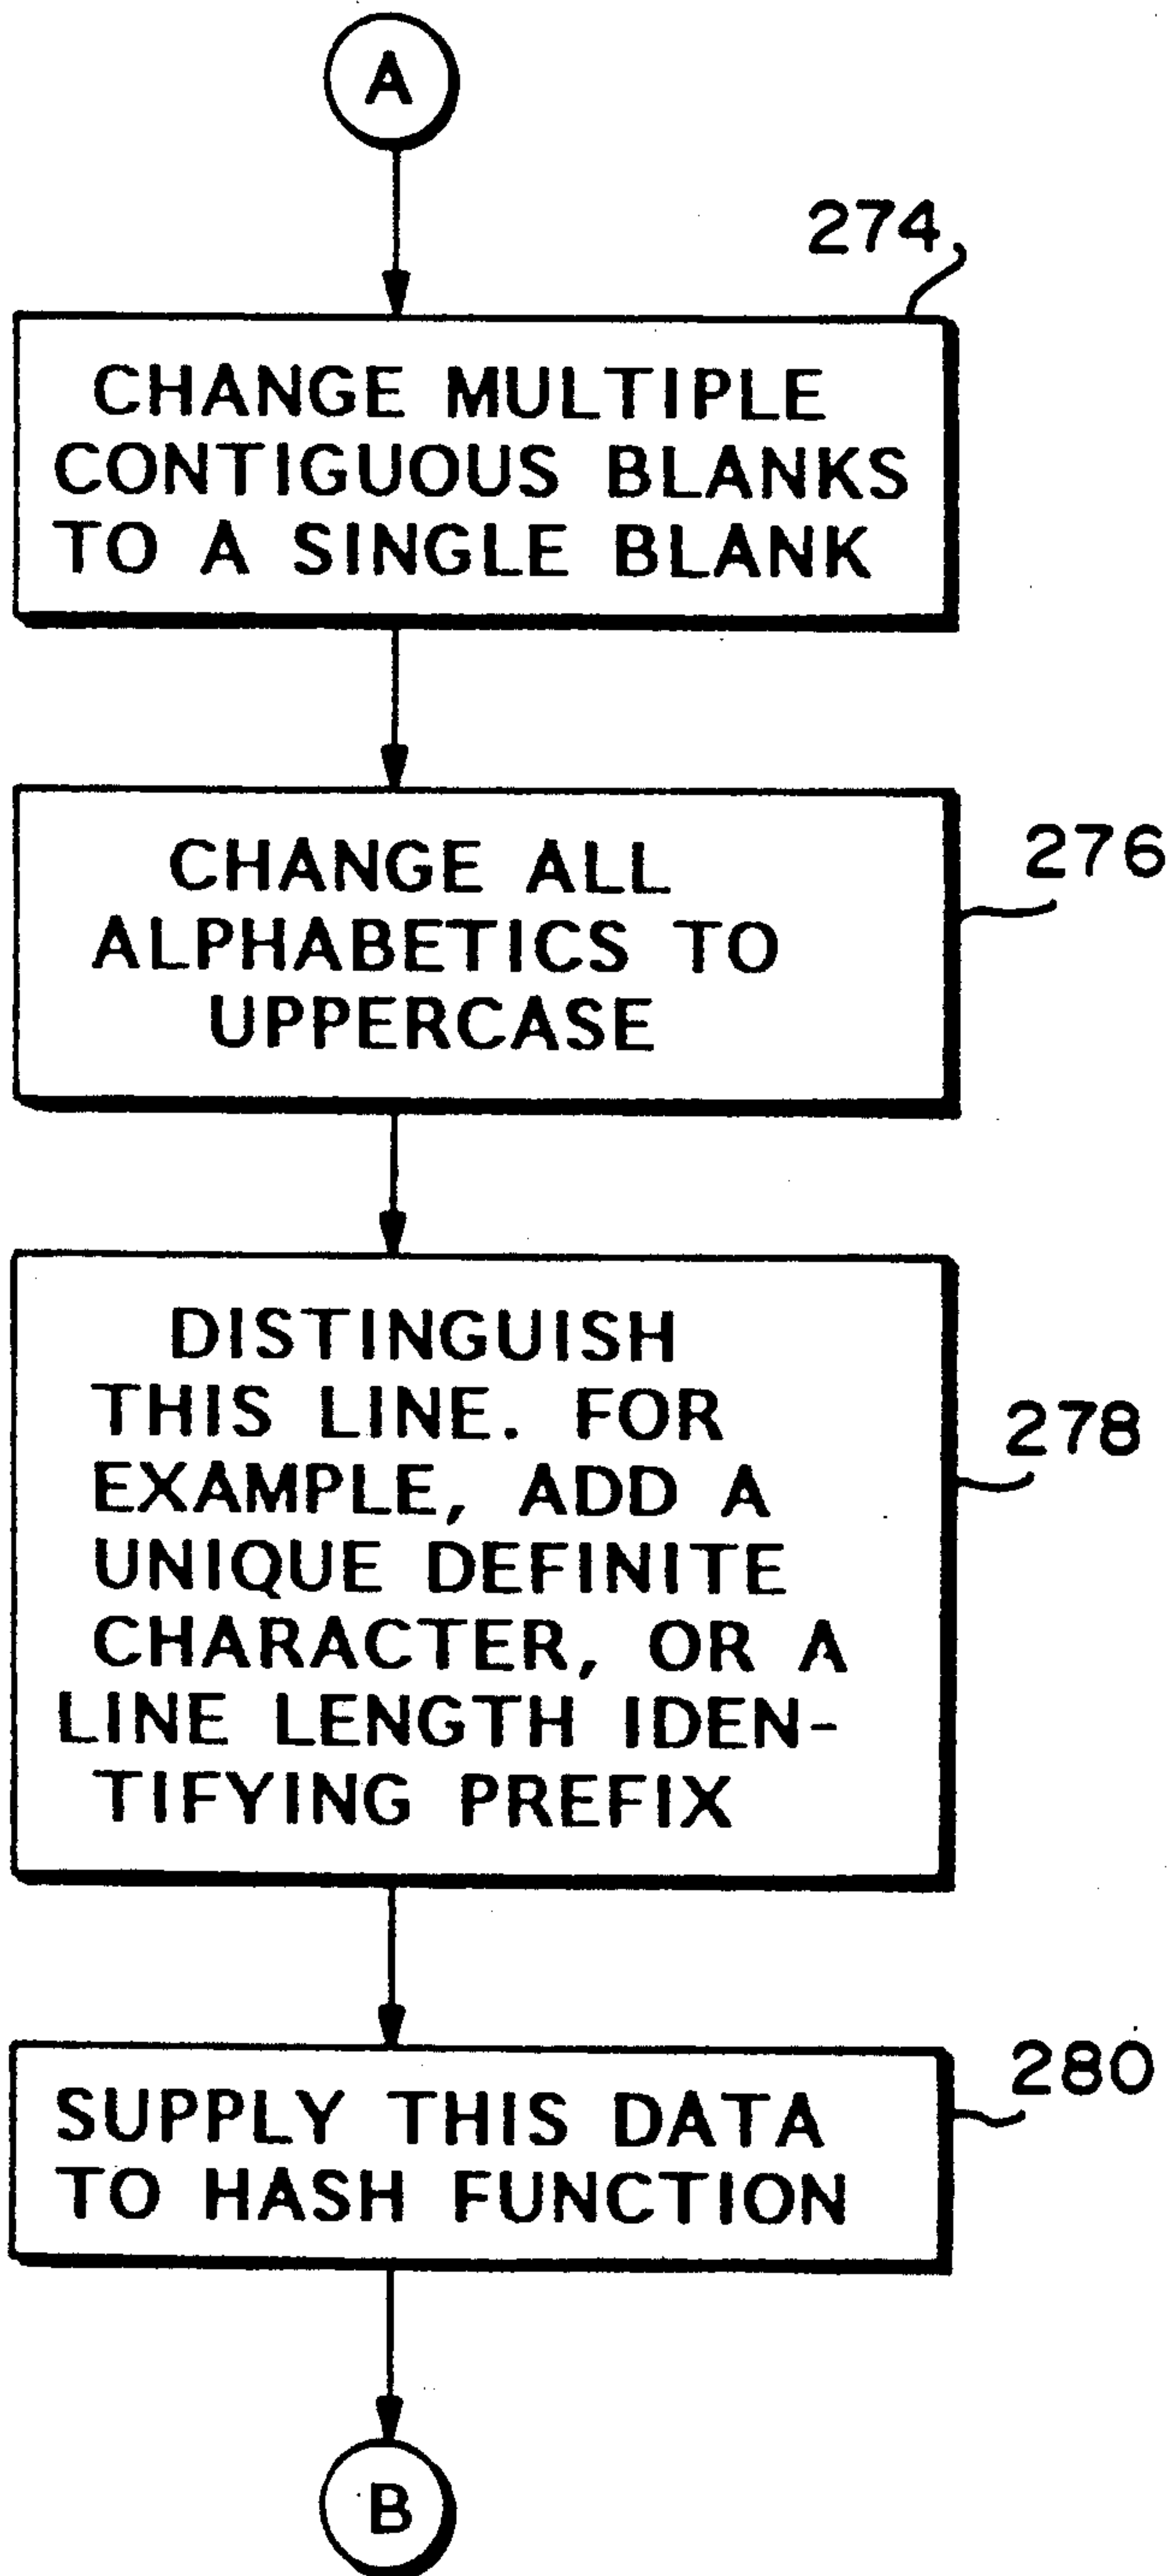 A
274
CHANGE MULTIPLE
CONTIGUOUS BLANKS
TO A SINGLE BLANK
276
CHANGE ALL
ALPHABETICS TO
UPPERCASE
278
DISTINGUISH
THIS LINE. FOR
EXAMPLE, ADD A
UNIQUE DEFINITE
CHARACTER, OR A
LINE LENGTH IDEN-
TIFYING PREFIX
280
SUPPLY THIS DATA
TO HASH FUNCTION
B